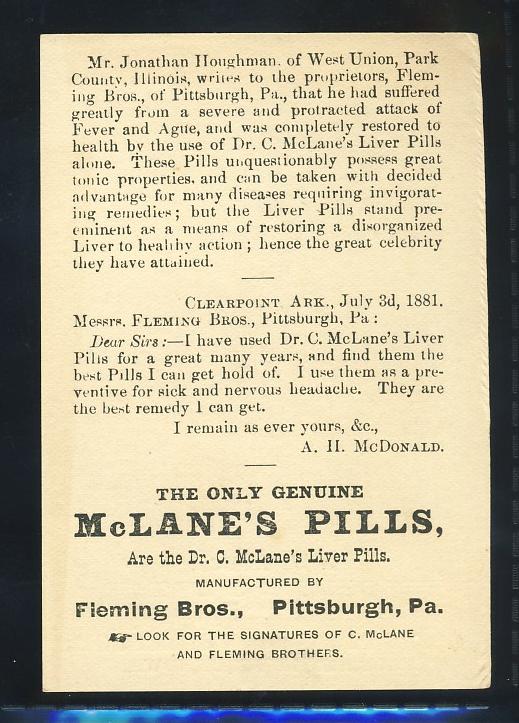 Mr. Jonathan Houghman, of West Union, Park
County, Illinois, writes to the proprietors, Flem-
ing Bros., of Pittsburgh, Pa., that he had suffered
greatly from a severe and protracted attack of
Fever and Ague, and was completely restored to
health by the use of Dr. C. McLane's Liver Pills
alone. These Pills unquestionably possess great
tonic properties, and can be taken with decided
advantage for many diseases requiring invigorat-
ing remedies; but the Liver Pills stand pre-
eminent as a means of restoring a disorganized
Liver to healthy action; hence the great celebrity
they have attained.
CLEARPOINT ARK., July 3d, 1881.
Messrs. FLEMING BROS., Pittsburgh, Pa:
Dear Sirs:—I have used Dr. C. McLane's Liver
Pills for a great many years, and find them the
best Pills I can get hold of. I use them as a pre-
ventive for sick and nervous headache. They are
the best remedy I can get.
I remain as ever yours, &c.,
A. H. McDONALD.
THE ONLY GENUINE
McLANE'S PILLS,
Are the Dr. C. McLane's Liver Pills.
MANUFACTURED BY
Fleming Bros., Pittsburgh, Pa.
☛ LOOK FOR THE SIGNATURES OF C. McLANE
AND FLEMING BROTHERS.